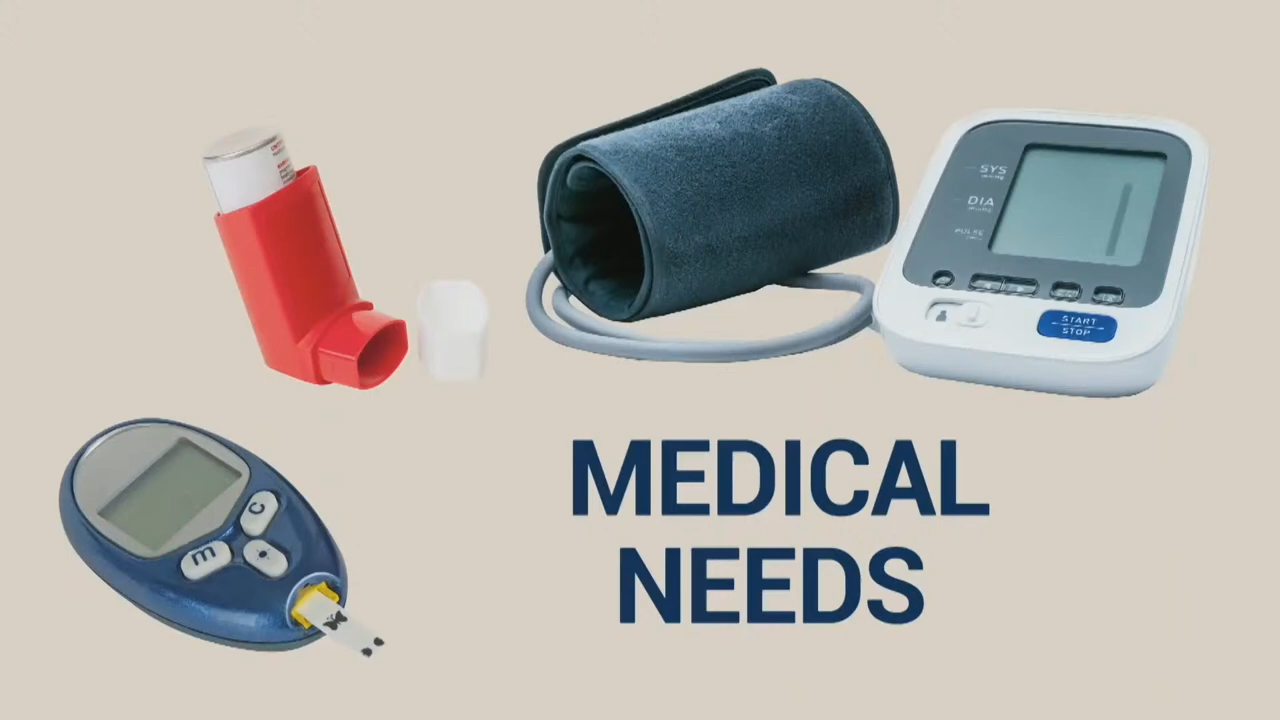 SYS
DIA
PULSE
START
STOP
C
m
MEDICAL
NEEDS